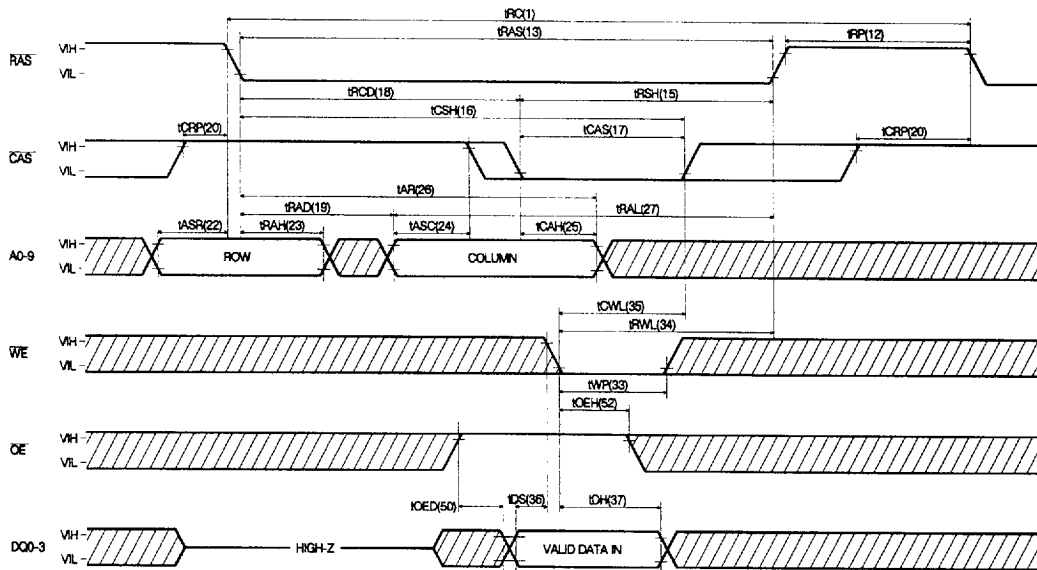 tRC(1)
tRAS(13)
tRP(12)
RAS
VIH
VIL
tRCD(18)
tRSH(15)
tCSH(16)
tCRP(20)
tCAS(17)
tCRP(20)
CAS
VIH
VIL
tAR(26)
tRAD(19)
tRAL(27)
tASR(22)
tRAH(23)
tASC(24)
tCAH(25)
A0-9
VIH
VIL
ROW
COLUMN
tCWL(35)
tRWL(34)
WE
VIH
VIL
tWP(33)
tOEH(52)
OE
VIH
VIL
tOED(50)
tDS(36)
tDH(37)
DQ0-3
VIH
VIL
HIGH-Z
VALID DATA IN